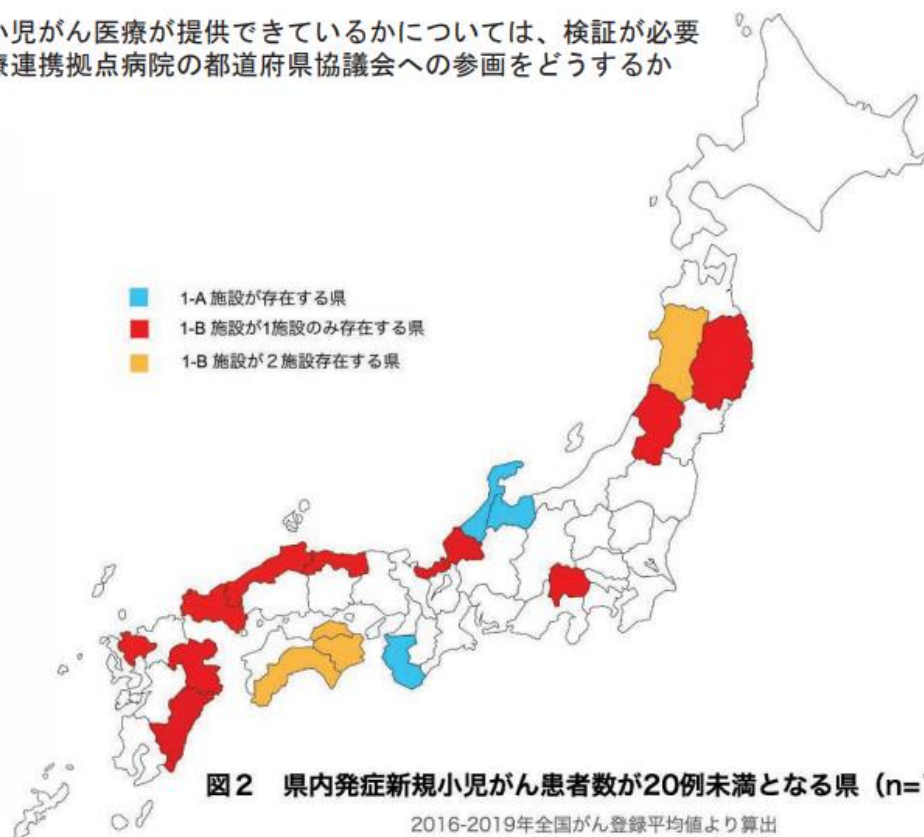 小児がん医療が提供できているかについては、検証が必要
療連携拠点病院の都道府県協議会への参画をどうするか
1-A 施設が存在する県
1-B 施設が1施設のみ存在する県
1-B 施設が２施設存在する県
図２ 県内発症新規小児がん患者数が20例未満となる県（n=
2016-2019年全国がん登録平均値より算出